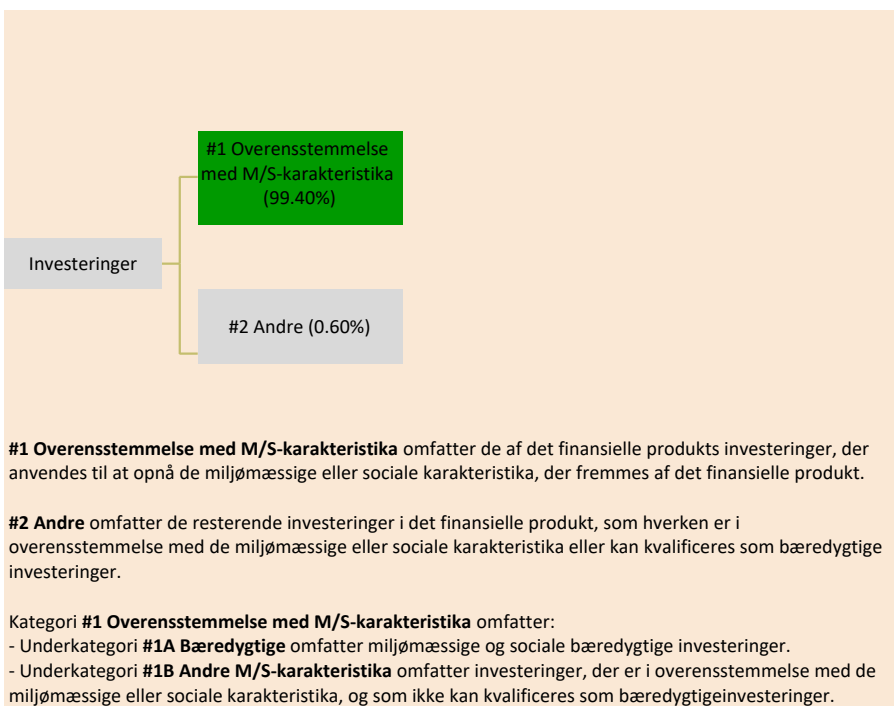 #1 Overensstemmelse
med M/S-karakteristika
(99.40%)
Investeringer
#2 Andre (0.60%)
#1 Overensstemmelse med M/S-karakteristika omfatter de af det finansielle produkts investeringer, der
anvendes til at opnå de miljømæssige eller sociale karakteristika, der fremmes af det finansielle produkt.
#2 Andre omfatter de resterende investeringer i det finansielle produkt, som hverken er i
overensstemmelse med de miljømæssige eller sociale karakteristika eller kan kvalificeres som bæredygtige
investeringer.
Kategori #1 Overensstemmelse med M/S-karakteristika omfatter:
- Underkategori #1A Bæredygtige omfatter miljømæssige og sociale bæredygtige investeringer.
- Underkategori #1B Andre M/S-karakteristika omfatter investeringer, der er i overensstemmelse med de
miljømæssige eller sociale karakteristika, og som ikke kan kvalificeres som bæredygtigeinvesteringer.